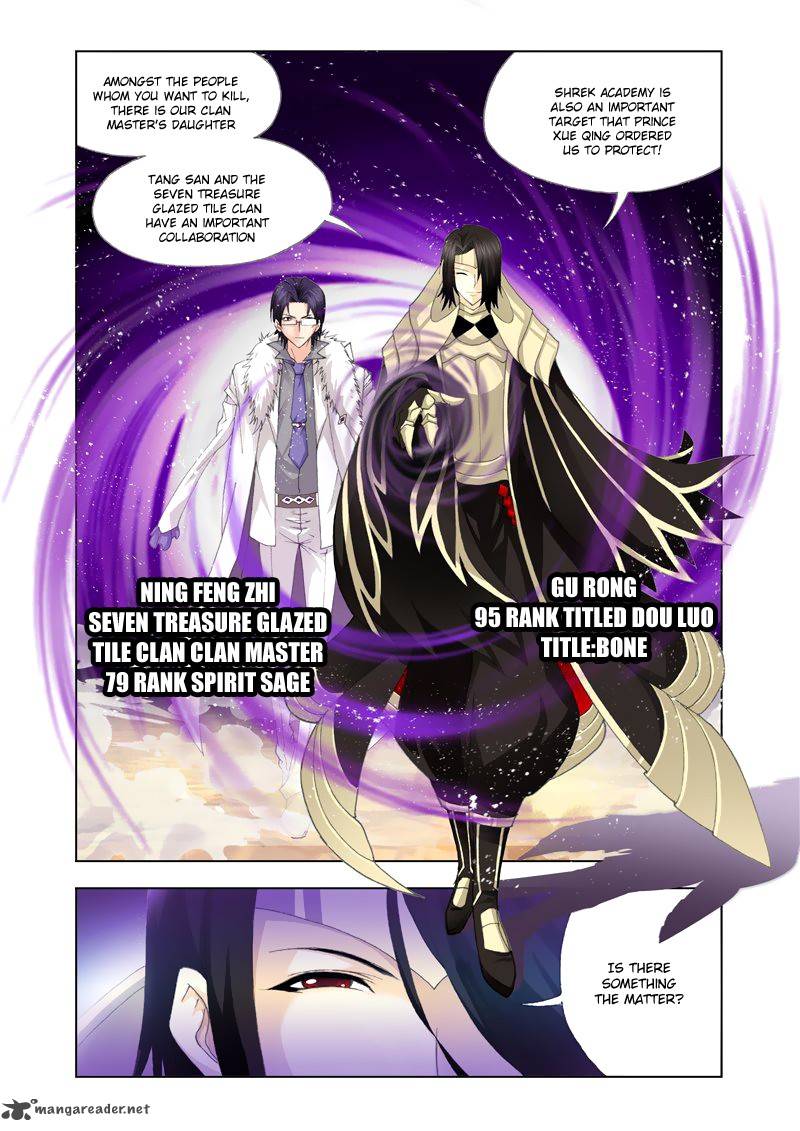 AMONGST THE PEOPLE
WHOM YOU WANT TO KILL,
THERE IS OUR CLAN
MASTER'S DAUGHTER
TANG SAN AND THE
SEVEN TREASURE
GLAZED TILE CLAN
HAVE AN IMPORTANT
COLLABORATION
SHREK ACADEMY IS
ALSO AN IMPORTANT
TARGET THAT PRINCE
XUE QING ORDERED
US TO PROTECT!
NING FENG ZHI
SEVEN TREASURE GLAZED
TILE CLAN CLAN MASTER
79 RANK SPIRIT SAGE
GU RONG
95 RANK TITLED DOU LUO
TITLE:BONE
IS THERE
SOMETHING
THE MATTER?
mangareader.net